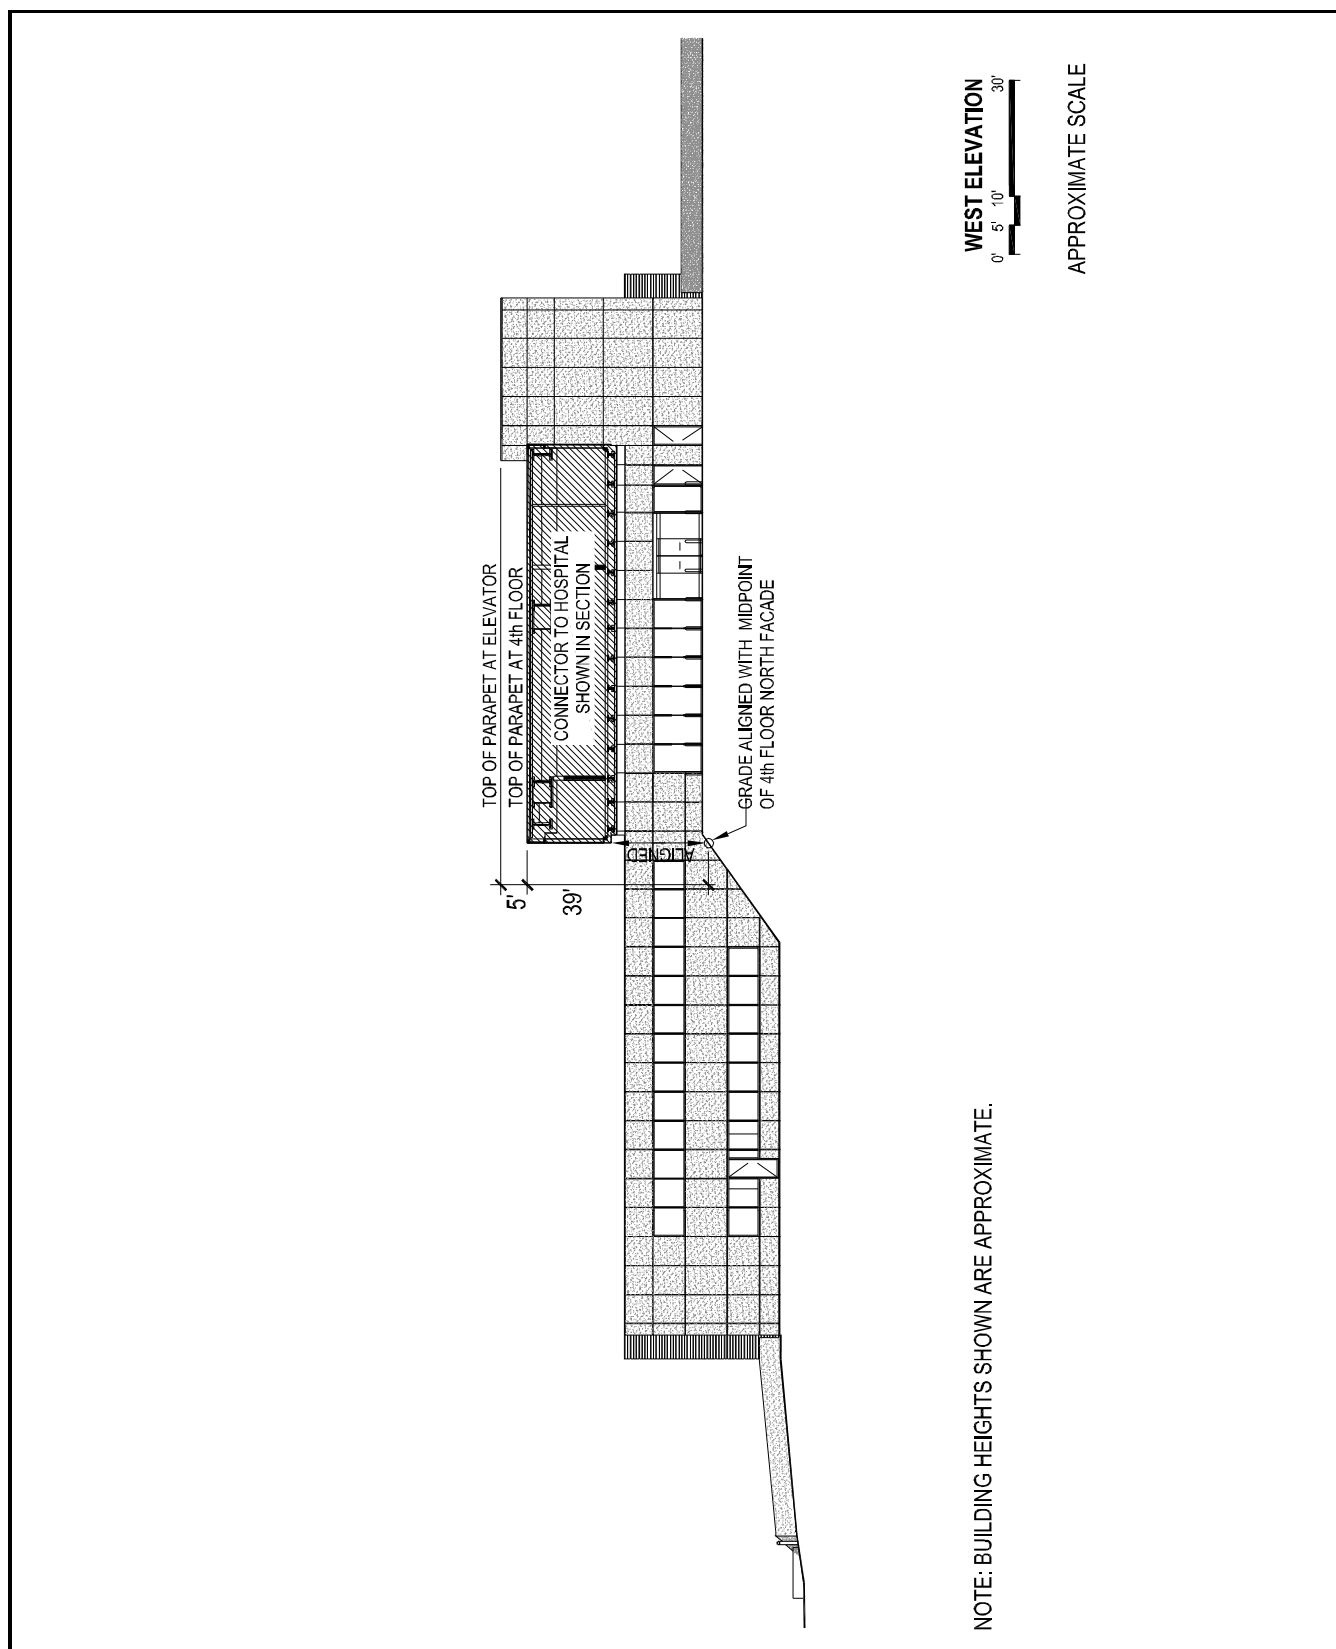 TOP OF PARAPET AT ELEVATOR
TOP OF PARAPET AT 4th FLOOR
5'
39'
CONNECTOR TO HOSPITAL
SHOWN IN SECTION
ALIGNED
GRADE ALIGNED WITH MIDPOINT
OF 4th FLOOR NORTH FACADE
NOTE: BUILDING HEIGHTS SHOWN ARE APPROXIMATE.
WEST ELEVATION
0' 5' 10' 30'
APPROXIMATE SCALE